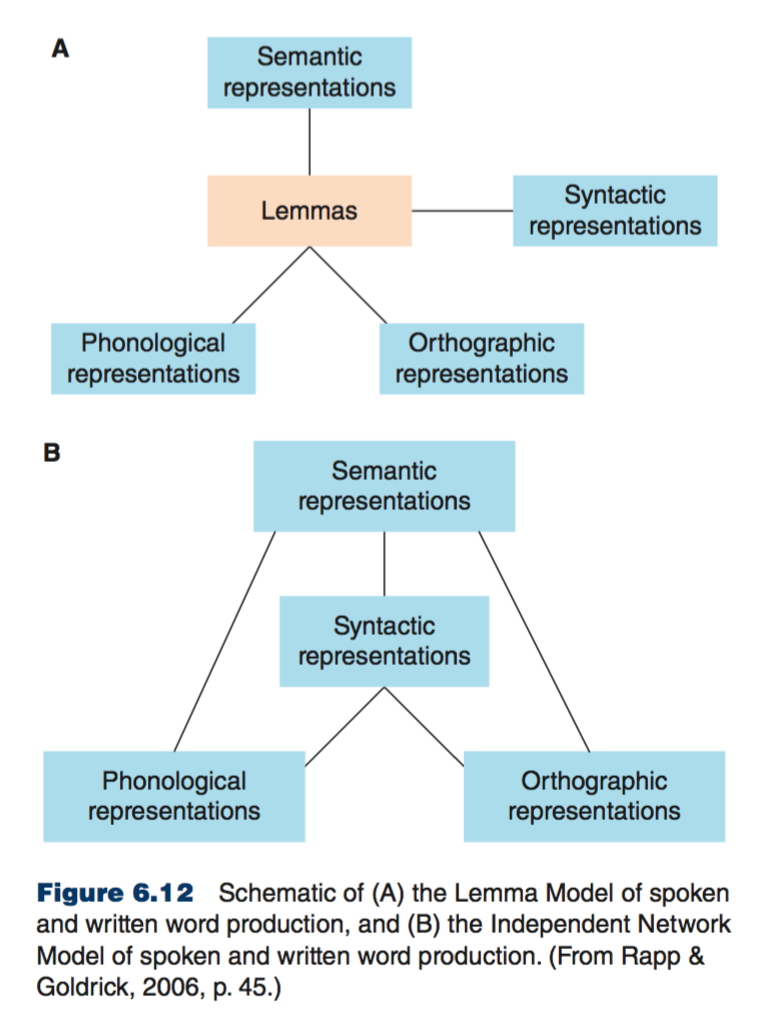 A
Semantic
representations
Lemmas
Syntactic
representations
Phonological
representations
Orthographic
representations
B
Semantic
representations
Syntactic
representations
Phonological
representations
Orthographic
representations
Figure 6.12 Schematic of (A) the Lemma Model of spoken
and written word production, and (B) the Independent Network
Model of spoken and written word production. (From Rapp &
Goldrick, 2006, p. 45.)